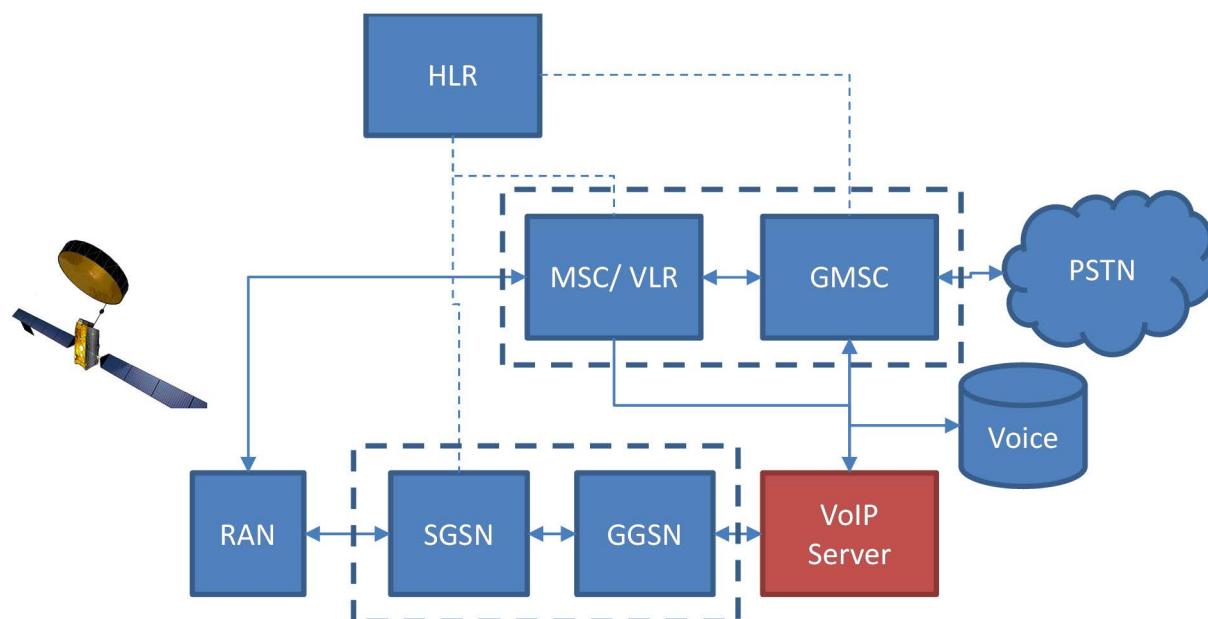 HLR
MSC/ VLR
GMSC
PSTN
Voice
RAN
SGSN
GGSN
VoIP
Server